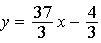 y = 37/3 x - 4/3